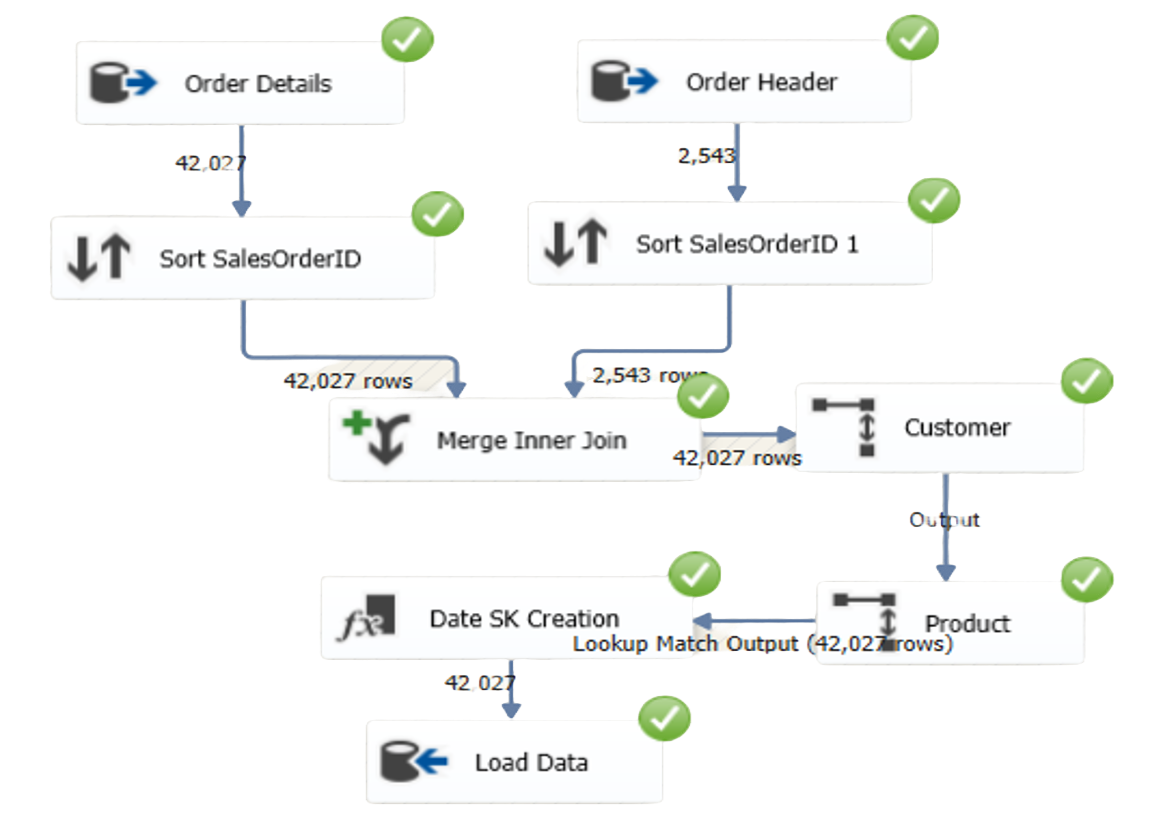 Order Details
Order Header
42,027
2,543
Sort SalesOrderID
Sort SalesOrderID 1
42,027 rows
2,543 rows
Merge Inner Join
Customer
42,027 rows
Output
Date SK Creation
Product
Lookup Match Output (42,027 rows)
42,027
Load Data